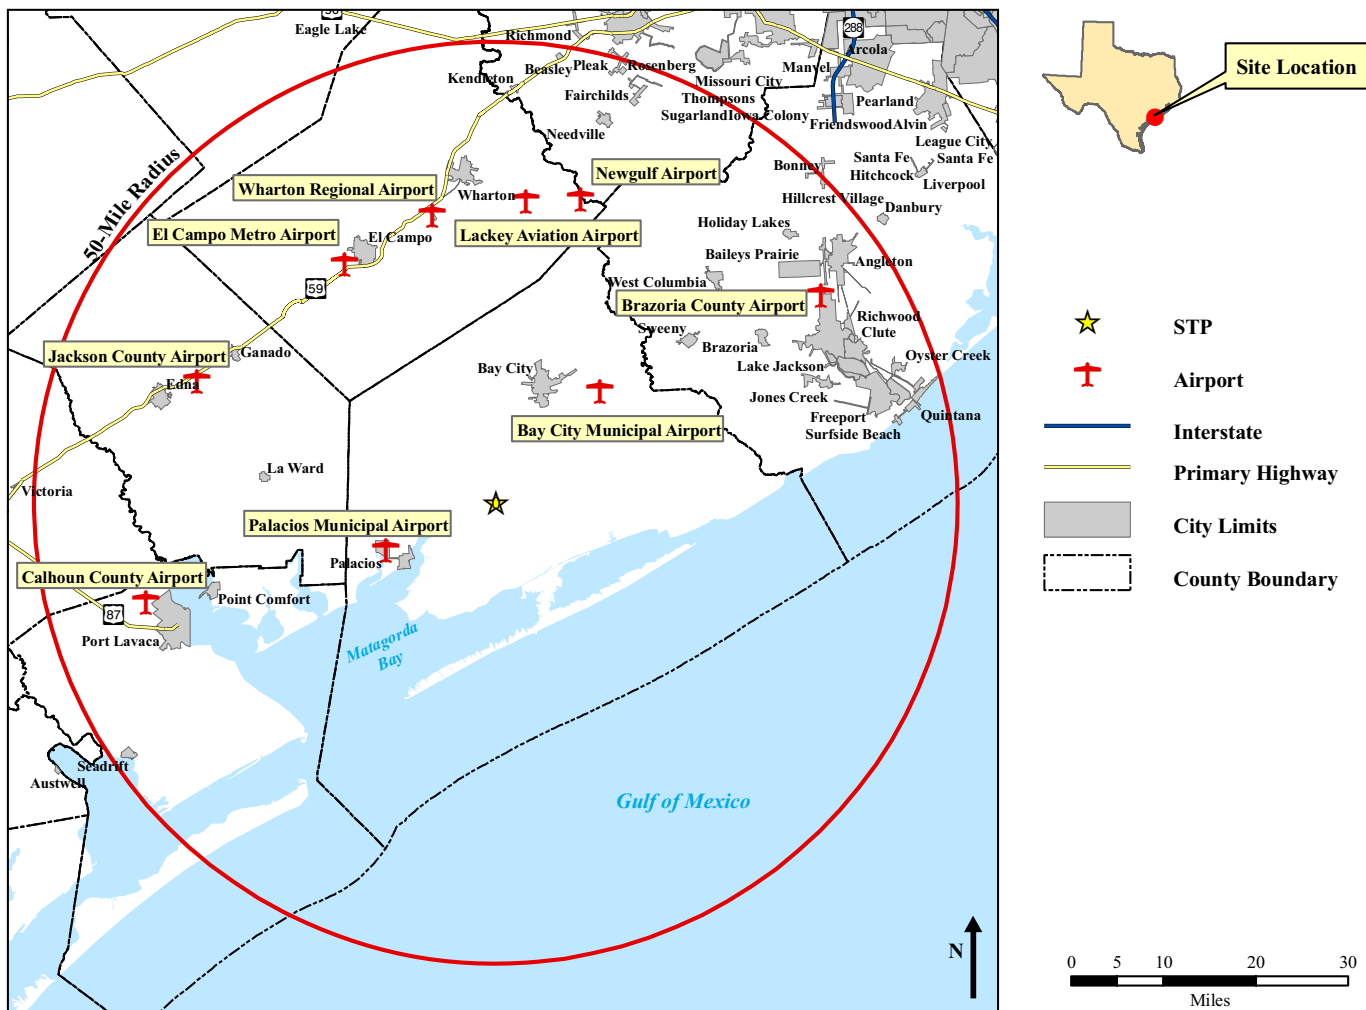 Eagle Lake
Richmond
288
Arcola
Kendleton
Beasley
Pleak
Rosenberg
Missouri City
Manvel
Fairchilds
Thompsons
Pearland
Sugarland
Iowa Colony
Friendswood
Alvin
Needville
League City
50-Mile Radius
Bonney
Santa Fe
Santa Fe
Hitchcock
Liverpool
Wharton Regional Airport
Wharton
Newgulf Airport
Hillcrest Village
Danbury
El Campo Metro Airport
El Campo
Lackey Aviation Airport
Holiday Lakes
Baileys Prairie
Angleton
59
West Columbia
Brazoria County Airport
Richwood
Clute
Sweeny
Brazoria
Jackson County Airport
Ganado
Oyster Creek
Edna
Bay City
Lake Jackson
Jones Creek
Freeport
Quintana
Surfside Beach
Bay City Municipal Airport
Victoria
La Ward
Palacios Municipal Airport
Palacios
Calhoun County Airport
Point Comfort
87
Port Lavaca
Matagorda
Bay
Seadrift
Austwell
Gulf of Mexico
N
Site Location
STP
Airport
Interstate
Primary Highway
City Limits
County Boundary
0 5 10 20 30
Miles